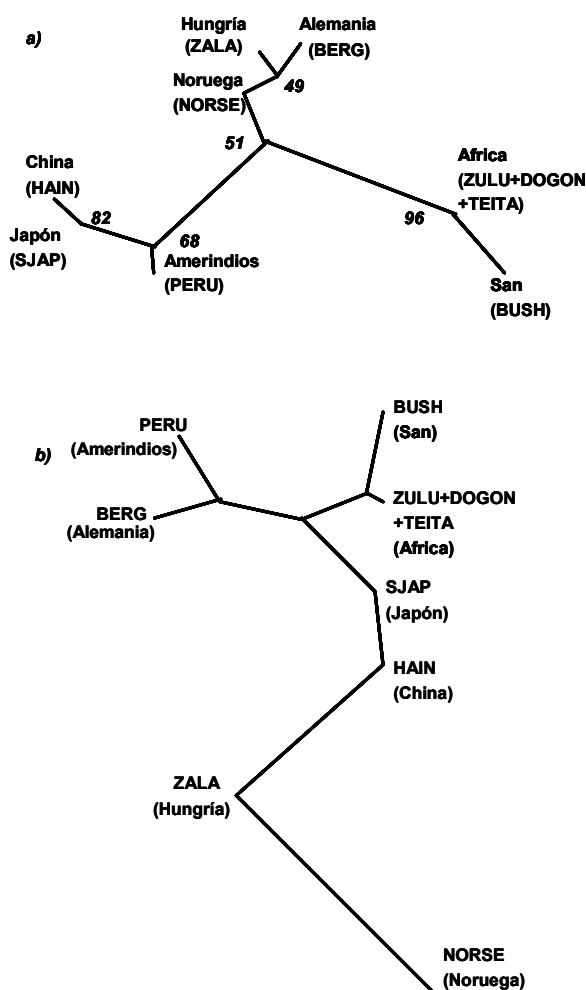 a)
Hungría
(ZALA)
Alemania
(BERG)
Noruega
(NORSE)
49
51
China
(HAIN)
82
Japón
(SJAP)
68
Amerindios
(PERU)
96
Africa
(ZULU+DOGON
+TEITA)
San
(BUSH)
b)
PERU
(Amerindios)
BERG
(Alemania)
BUSH
(San)
ZULU+DOGON
+TEITA
(Africa)
SJAP
(Japón)
HAIN
(China)
ZALA
(Hungría)
NORSE
(Noruega)